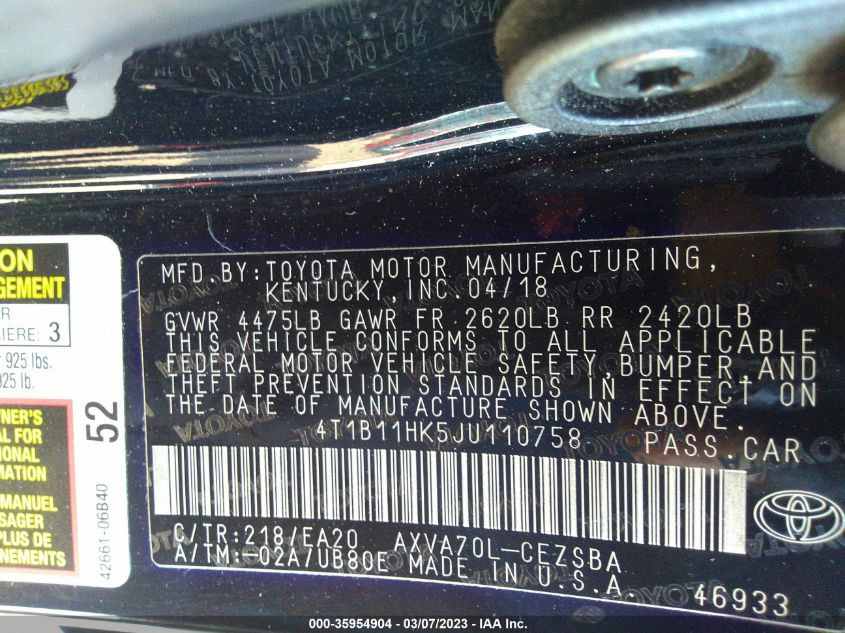 MFD BY: TOYOTA MOTOR MANUFACTURING,
KENTUCKY, INC. 04/18
GVWR 4475LB GAWR FR 2620LB RR 2420LB
THIS VEHICLE CONFORMS TO ALL APPLICABLE
FEDERAL MOTOR VEHICLE SAFETY, BUMPER, AND
THEFT PREVENTION STANDARDS IN EFFECT ON
THE DATE OF MANUFACTURE SHOWN ABOVE.
4T1B11HK5JU110758 PASS.CAR
C/TR:218/EA20 AXVA70L-CEZSBA
A/TM:-02A/UB80E MADE IN U.S.A.
46933
ON
GEMENT
R
IERE: 3
925 lbs.
925 lb.
WNER'S
AL FOR
TIONAL
MATION
MANUEL
SAGER
PLUS DE
NEMENTS
52
42661-06B40
000-35954904 — 03/07/2023 — IAA Inc.